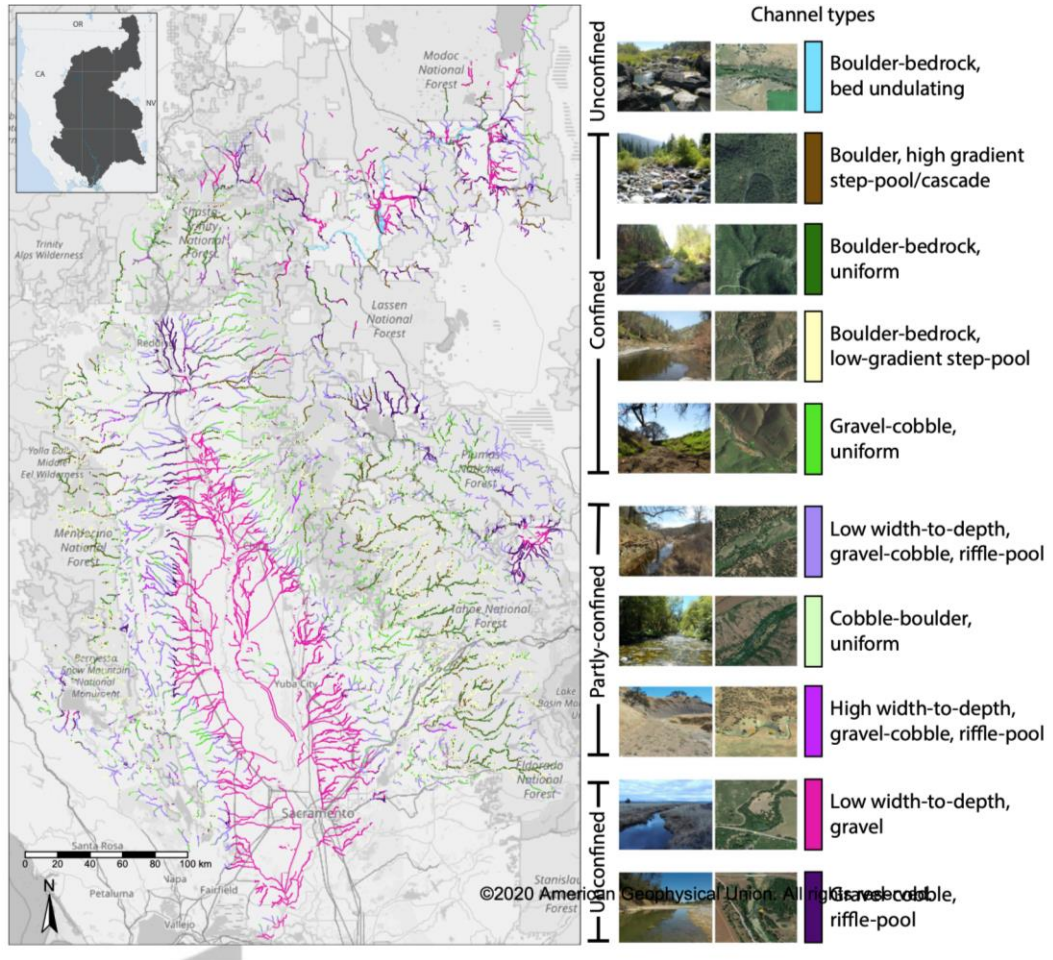 OR
CA
NV
Modoc
National
Forest
Trinity
Alps Wilderness
Shasta
Trinity
National
Forest
Lassen
National
Forest
Yolla
Middle
Eel Wilderness
Plumas
National
Forest
Mendocino
National
Forest
Tahoe National
Forest
Berryessa
Snow Mountain
National
Monument
Yuba City
Lake
Eldorado
National
Forest
Sacramento
Santa Rosa
0 20 40 60 80 100 km
N
Napa
Petaluma
Fairfield
Vallejo
Stanislau
Forest
Channel types
Unconfined
Boulder-bedrock,
bed undulating
Confined
Boulder, high gradient
step-pool/cascade
Boulder-bedrock,
uniform
Boulder-bedrock,
low-gradient step-pool
Gravel-cobble,
uniform
Partly-confined
Low width-to-depth,
gravel-cobble, riffle-pool
Cobble-boulder,
uniform
High width-to-depth,
gravel-cobble, riffle-pool
Unconfined
Low width-to-depth,
gravel
Gravel-cobble,
riffle-pool
©2020 American Geophysical Union. All rights reserved.